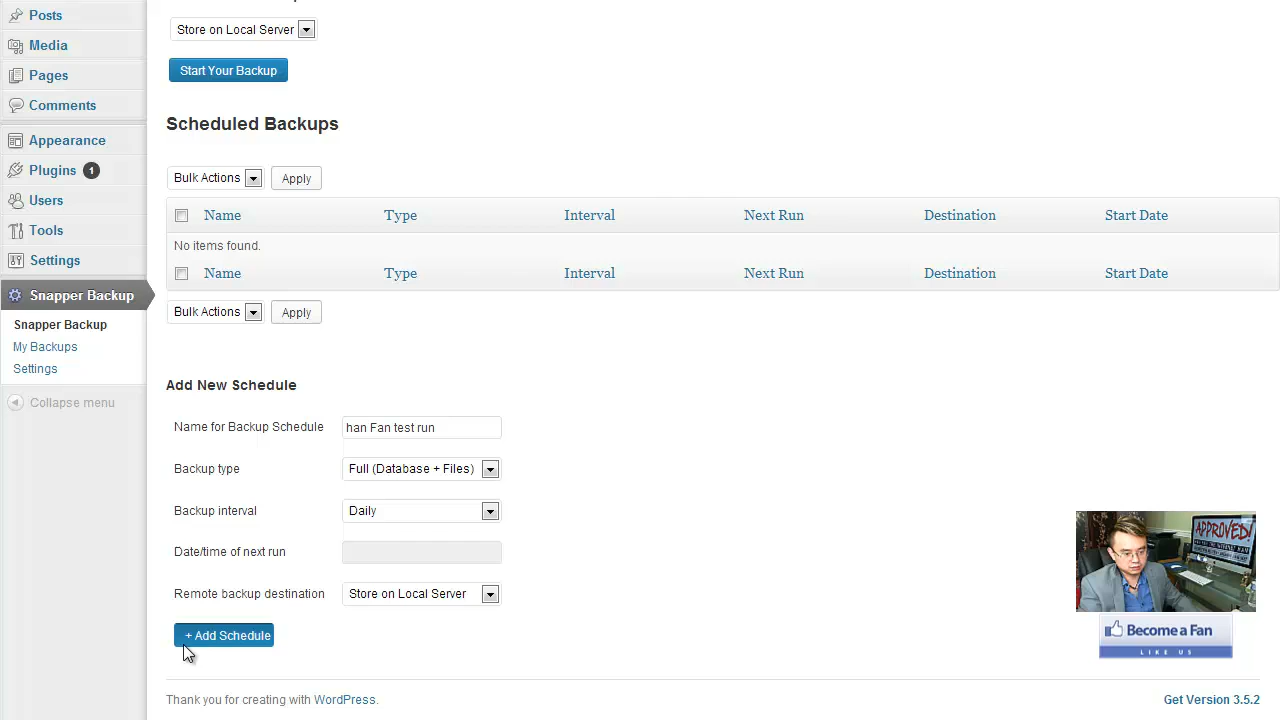 Posts
Media
Pages
Comments
Appearance
Plugins 1
Users
Tools
Settings
Snapper Backup
Snapper Backup
My Backups
Settings
Collapse menu
Store on Local Server
Start Your Backup
Scheduled Backups
Bulk Actions Apply
Name Type Interval Next Run Destination Start Date
No items found.
Name Type Interval Next Run Destination Start Date
Bulk Actions Apply
Add New Schedule
Name for Backup Schedule han Fan test run
Backup type Full (Database + Files)
Backup interval Daily
Date/time of next run
Remote backup destination Store on Local Server
+ Add Schedule
APPROVED!
Become a Fan
LIKE US
Thank you for creating with WordPress.
Get Version 3.5.2